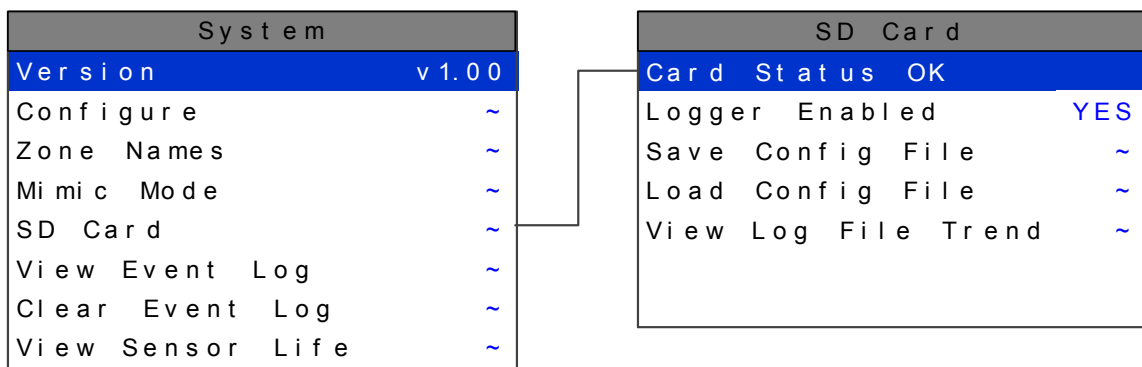 System
Version v1.00
Configure ~
Zone Names ~
Mimic Mode ~
SD Card ~
View Event Log ~
Clear Event Log ~
View Sensor Life ~
SD Card
Card Status OK
Logger Enabled YES
Save Config File ~
Load Config File ~
View Log File Trend ~